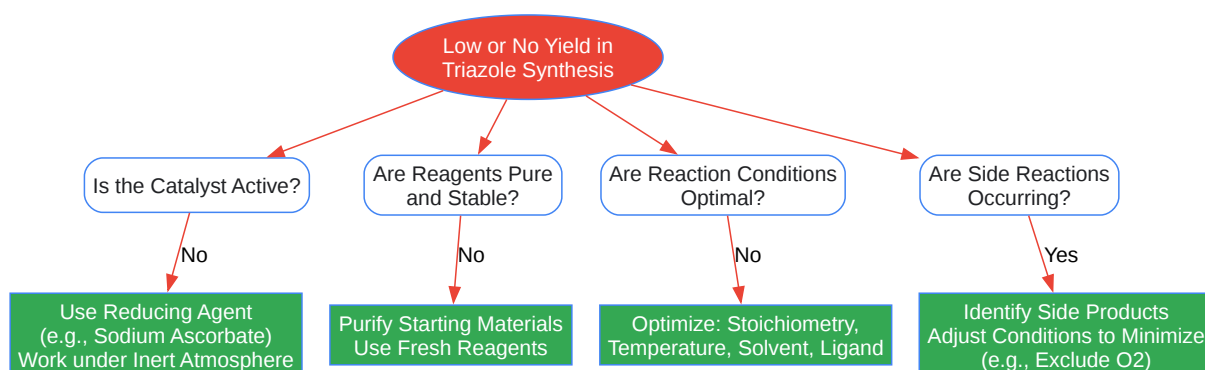 Low or No Yield in
Triazole Synthesis
Is the Catalyst Active?
Are Reagents Pure
and Stable?
Are Reaction Conditions
Optimal?
Are Side Reactions
Occurring?
No
No
No
Yes
Use Reducing Agent
(e.g., Sodium Ascorbate)
Work under Inert Atmosphere
Purify Starting Materials
Use Fresh Reagents
Optimize: Stoichiometry,
Temperature, Solvent, Ligand
Identify Side Products
Adjust Conditions to Minimize
(e.g., Exclude O2)